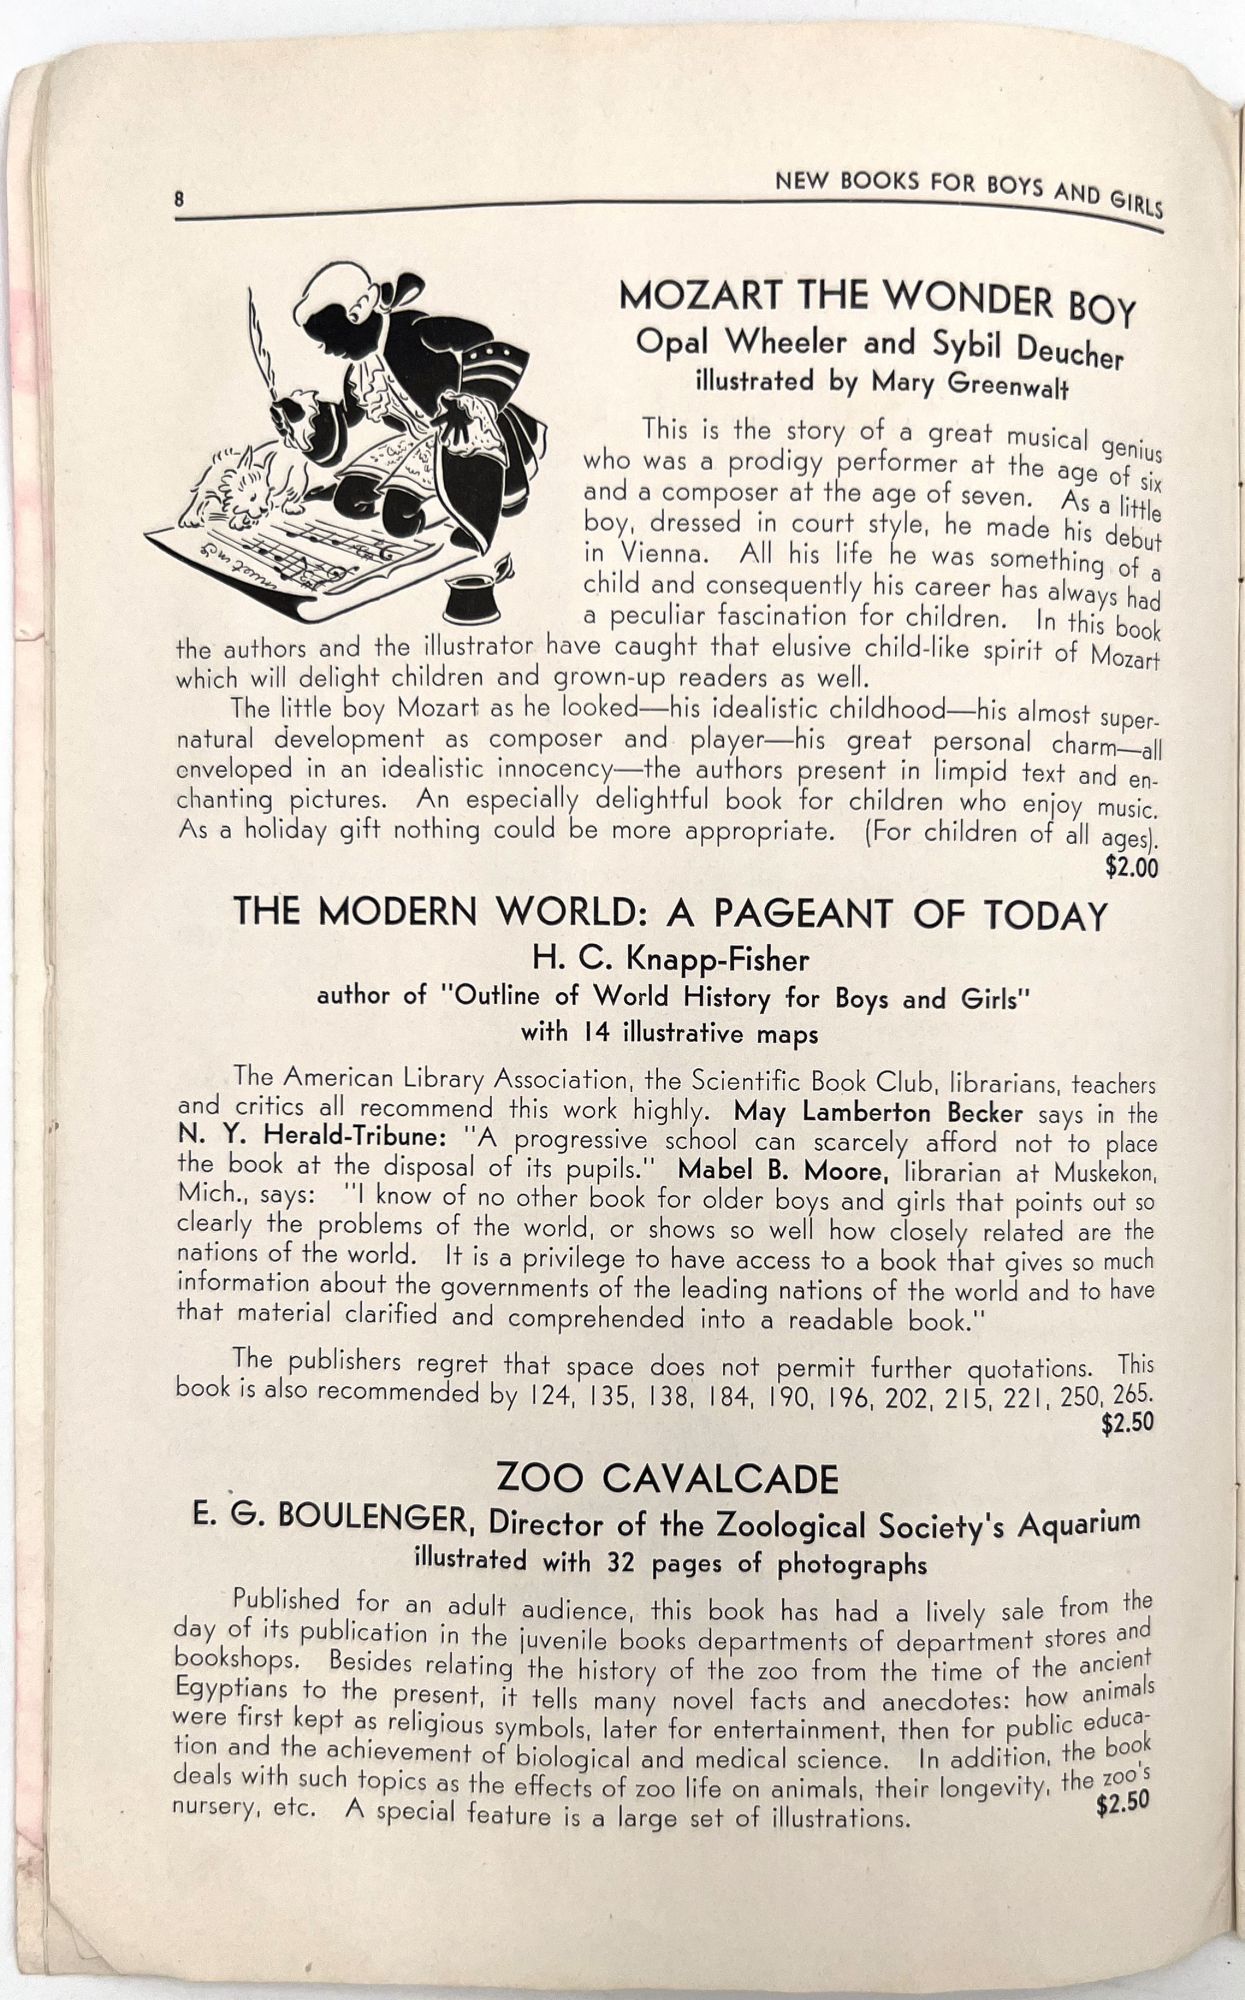 8
NEW BOOKS FOR BOYS AND GIRLS
MOZART THE WONDER BOY
Opal Wheeler and Sybil Deucher
illustrated by Mary Greenwalt
This is the story of a great musical genius
who was a prodigy performer at the age of six
and a composer at the age of seven. As a little
boy, dressed in court style, he made his debut
in Vienna. All his life he was something of a
child and consequently his career has always had
a peculiar fascination for children. In this book
the authors and the illustrator have caught that elusive child-like spirit of Mozart
which will delight children and grown-up readers as well.
The little boy Mozart as he looked—his idealistic childhood—his almost super-
natural development as composer and player—his great personal charm—all
enveloped in an idealistic innocency—the authors present in limpid text and en-
chanting pictures. An especially delightful book for children who enjoy music.
As a holiday gift nothing could be more appropriate. (For children of all ages).
$2.00
THE MODERN WORLD: A PAGEANT OF TODAY
H. C. Knapp-Fisher
author of "Outline of World History for Boys and Girls"
with 14 illustrative maps
The American Library Association, the Scientific Book Club, librarians, teachers
and critics all recommend this work highly. May Lamberton Becker says in the
N. Y. Herald-Tribune: "A progressive school can scarcely afford not to place
the book at the disposal of its pupils." Mabel B. Moore, librarian at Muskekon,
Mich., says: "I know of no other book for older boys and girls that points out so
clearly the problems of the world, or shows so well how closely related are the
nations of the world. It is a privilege to have access to a book that gives so much
information about the governments of the leading nations of the world and to have
that material clarified and comprehended into a readable book."
The publishers regret that space does not permit further quotations. This
book is also recommended by 124, 135, 138, 184, 190, 196, 202, 215, 221, 250, 265.
$2.50
ZOO CAVALCADE
E. G. BOULENGER, Director of the Zoological Society's Aquarium
illustrated with 32 pages of photographs
Published for an adult audience, this book has had a lively sale from the
day of its publication in the juvenile books departments of department stores and
bookshops. Besides relating the history of the zoo from the time of the ancient
Egyptians to the present, it tells many novel facts and anecdotes: how animals
were first kept as religious symbols, later for entertainment, then for public educa-
tion and the achievement of biological and medical science. In addition, the book
deals with such topics as the effects of zoo life on animals, their longevity, the zoo's
nursery, etc. A special feature is a large set of illustrations.
$2.50